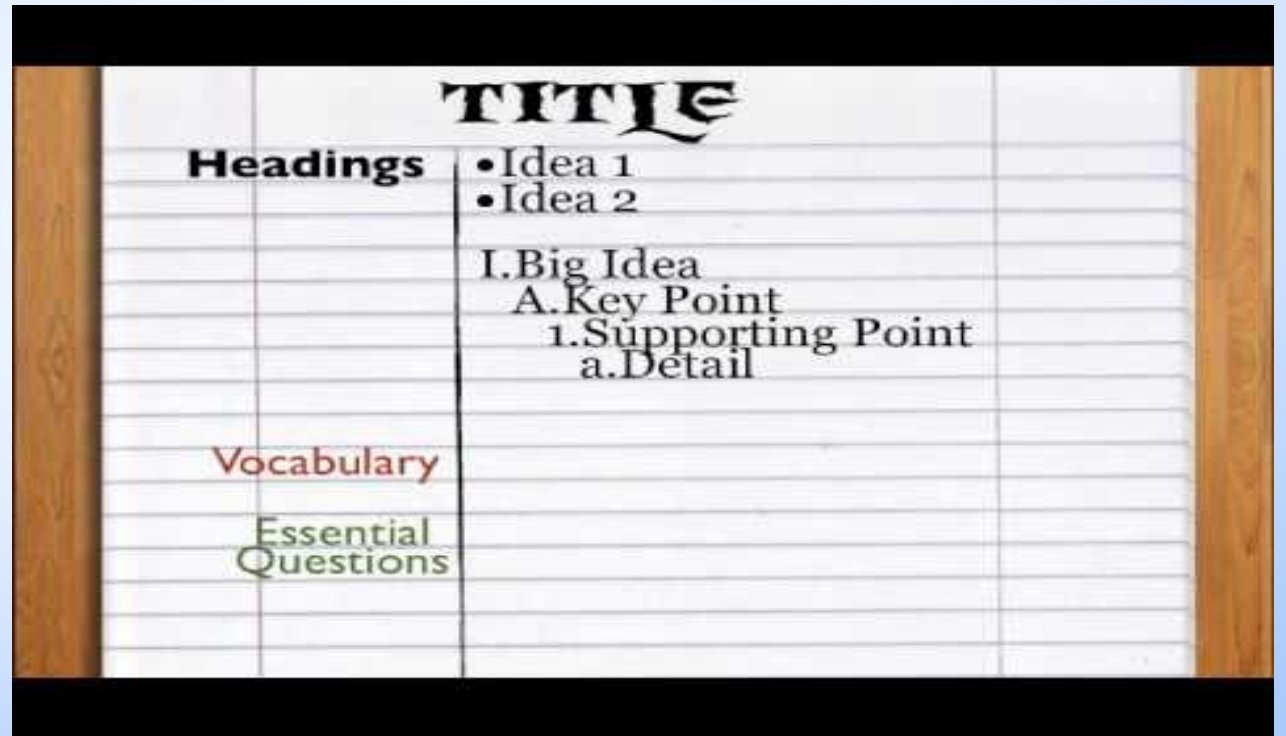 TITLE
Headings
•Idea 1
•Idea 2
I.Big Idea
A.Key Point
1.Supporting Point
a.Detail
Vocabulary
Essential
Questions